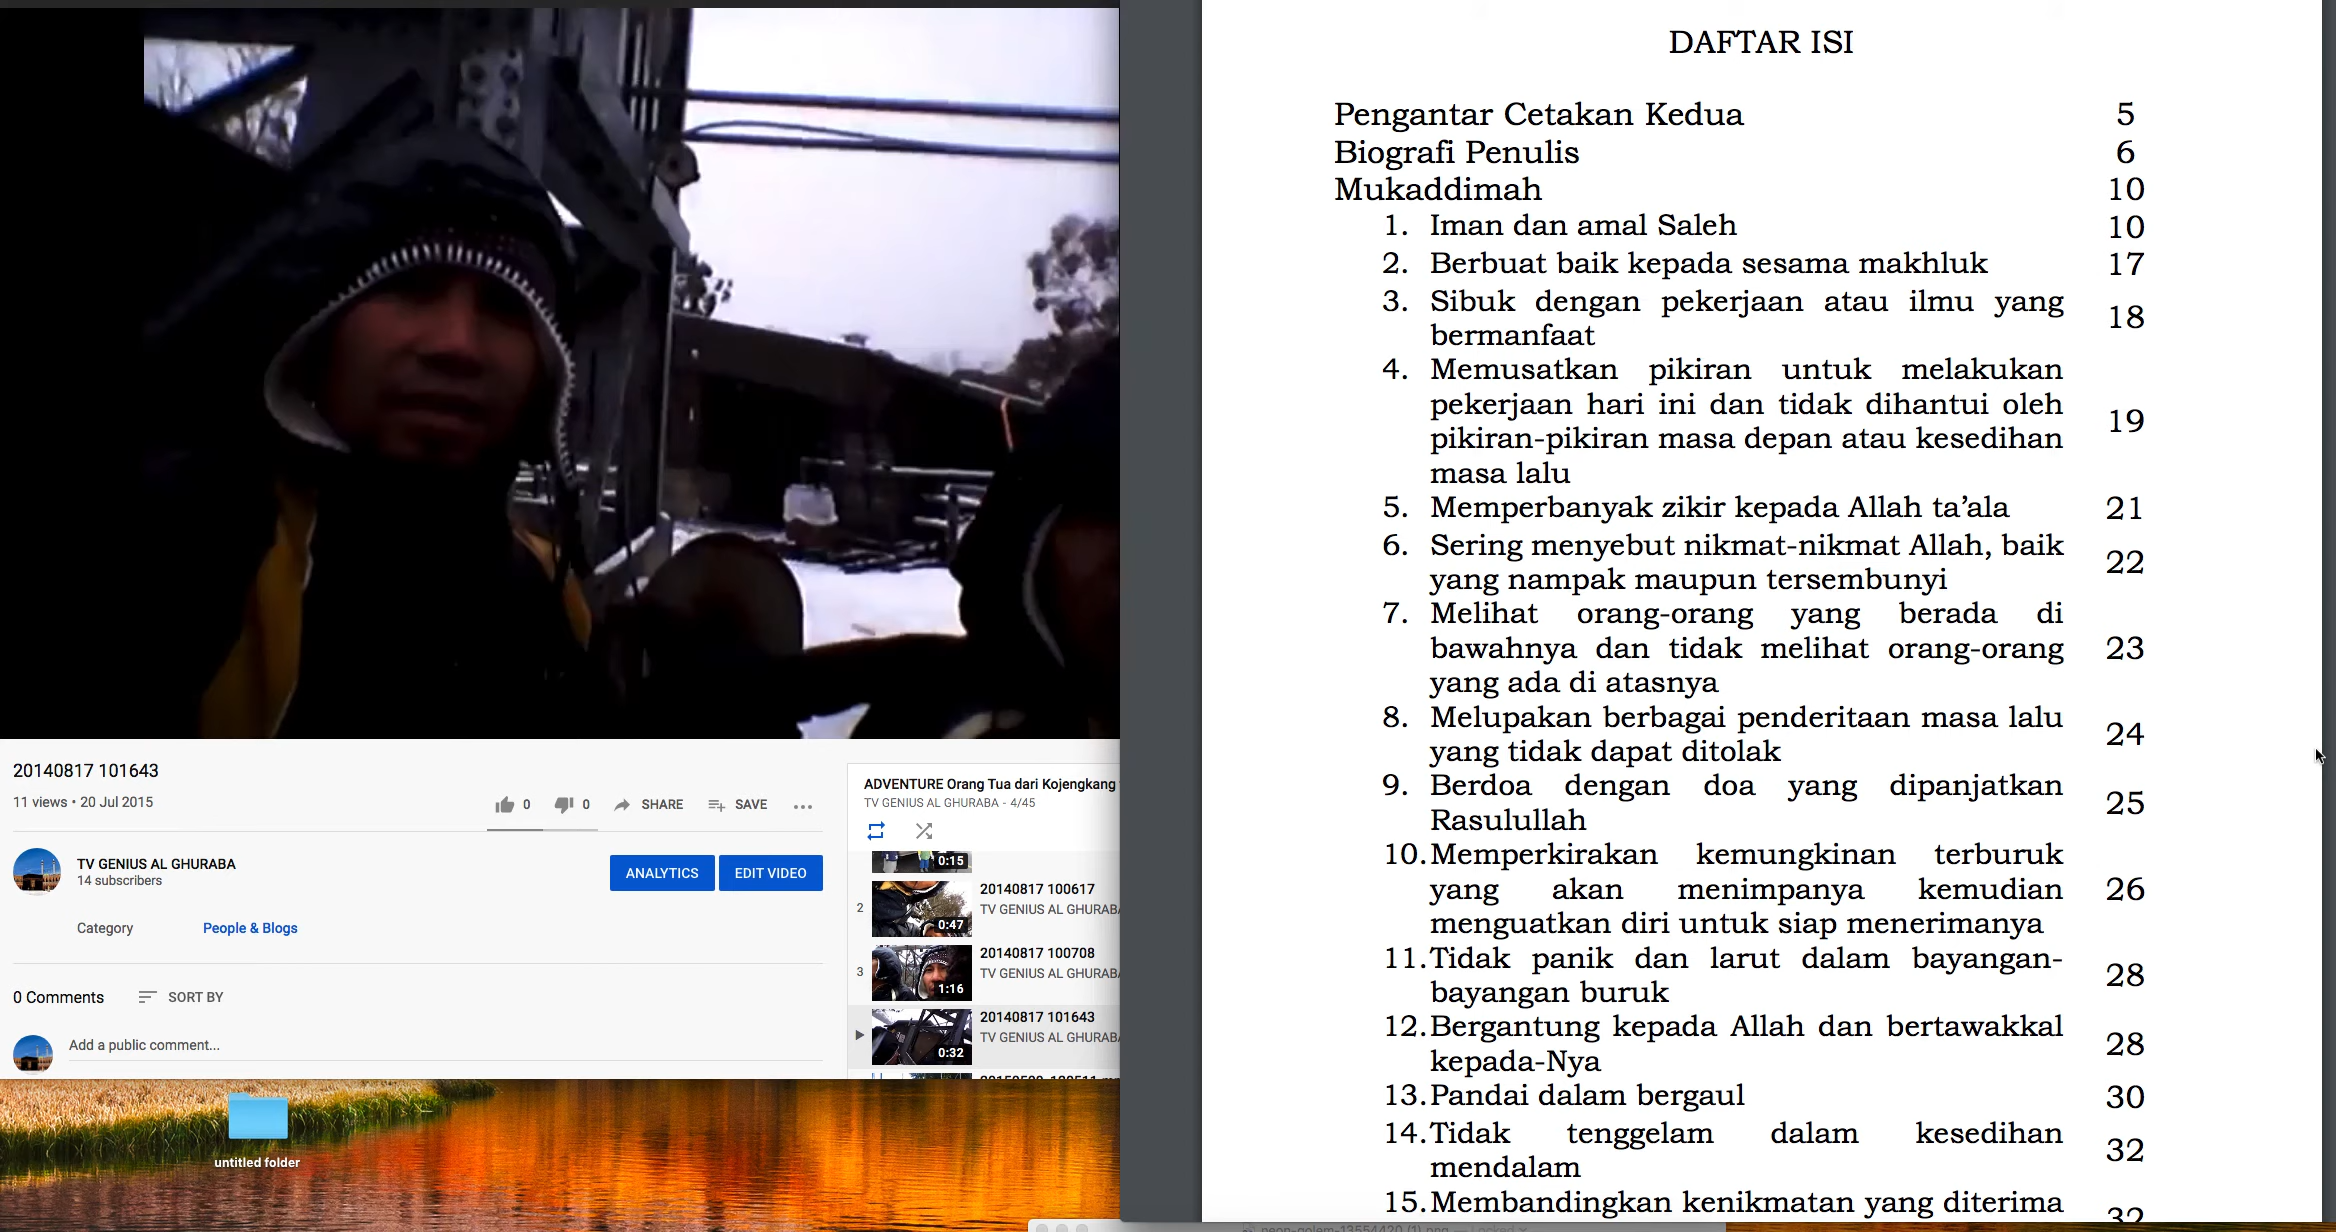 20140817 101643
11 views • 20 Jul 2015
0
0
SHARE
SAVE
TV GENIUS AL GHURABA
14 subscribers
ANALYTICS
EDIT VIDEO
Category
People & Blogs
0 Comments
SORT BY
Add a public comment...
ADVENTURE Orang Tua dari Kojengkang
TV GENIUS AL GHURABA - 4/45
0:15
2
0:47
20140817 100617
TV GENIUS AL GHURABA
3
1:16
20140817 100708
TV GENIUS AL GHURABA
0:32
20140817 101643
TV GENIUS AL GHURABA
untitled folder
DAFTAR ISI
Pengantar Cetakan Kedua 5
Biografi Penulis 6
Mukaddimah 10
1. Iman dan amal Saleh 10
2. Berbuat baik kepada sesama makhluk 17
3. Sibuk dengan pekerjaan atau ilmu yang
bermanfaat 18
4. Memusatkan pikiran untuk melakukan
pekerjaan hari ini dan tidak dihantui oleh
pikiran-pikiran masa depan atau kesedihan
masa lalu 19
5. Memperbanyak zikir kepada Allah ta’ala 21
6. Sering menyebut nikmat-nikmat Allah, baik
yang nampak maupun tersembunyi 22
7. Melihat orang-orang yang berada di
bawahnya dan tidak melihat orang-orang
yang ada di atasnya 23
8. Melupakan berbagai penderitaan masa lalu
yang tidak dapat ditolak 24
9. Berdoa dengan doa yang dipanjatkan
Rasulullah 25
10. Memperkirakan kemungkinan terburuk
yang akan menimpanya kemudian
menguatkan diri untuk siap menerimanya 26
11. Tidak panik dan larut dalam bayangan-
bayangan buruk 28
12. Bergantung kepada Allah dan bertawakkal
kepada-Nya 28
13. Pandai dalam bergaul 30
14. Tidak tenggelam dalam kesedihan
mendalam 32
15. Membandingkan kenikmatan yang diterima 32